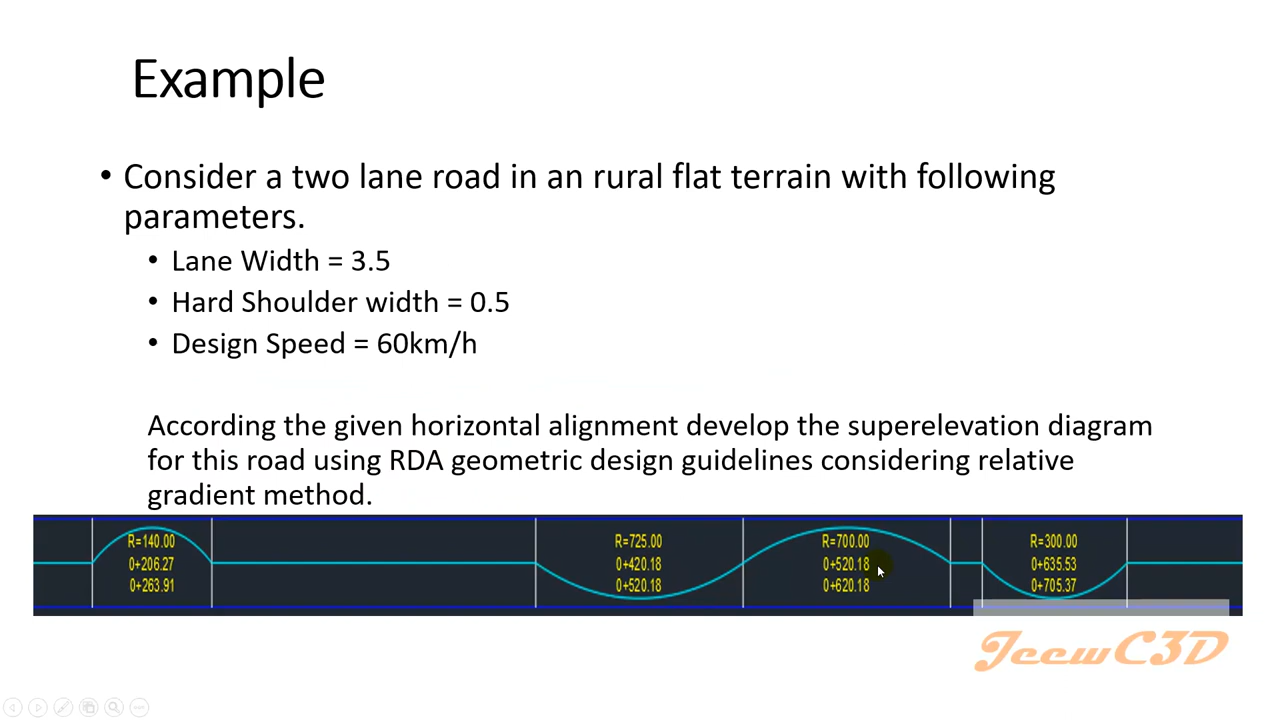 Example
• Consider a two lane road in an rural flat terrain with following
parameters.
• Lane Width = 3.5
• Hard Shoulder width = 0.5
• Design Speed = 60km/h
According the given horizontal alignment develop the superelevation diagram
for this road using RDA geometric design guidelines considering relative
gradient method.
R=140.00
0+206.27
0+263.91
R=725.00
0+420.18
0+520.18
R=700.00
0+520.18
0+620.18
R=300.00
0+635.53
0+705.37
JeewC3D